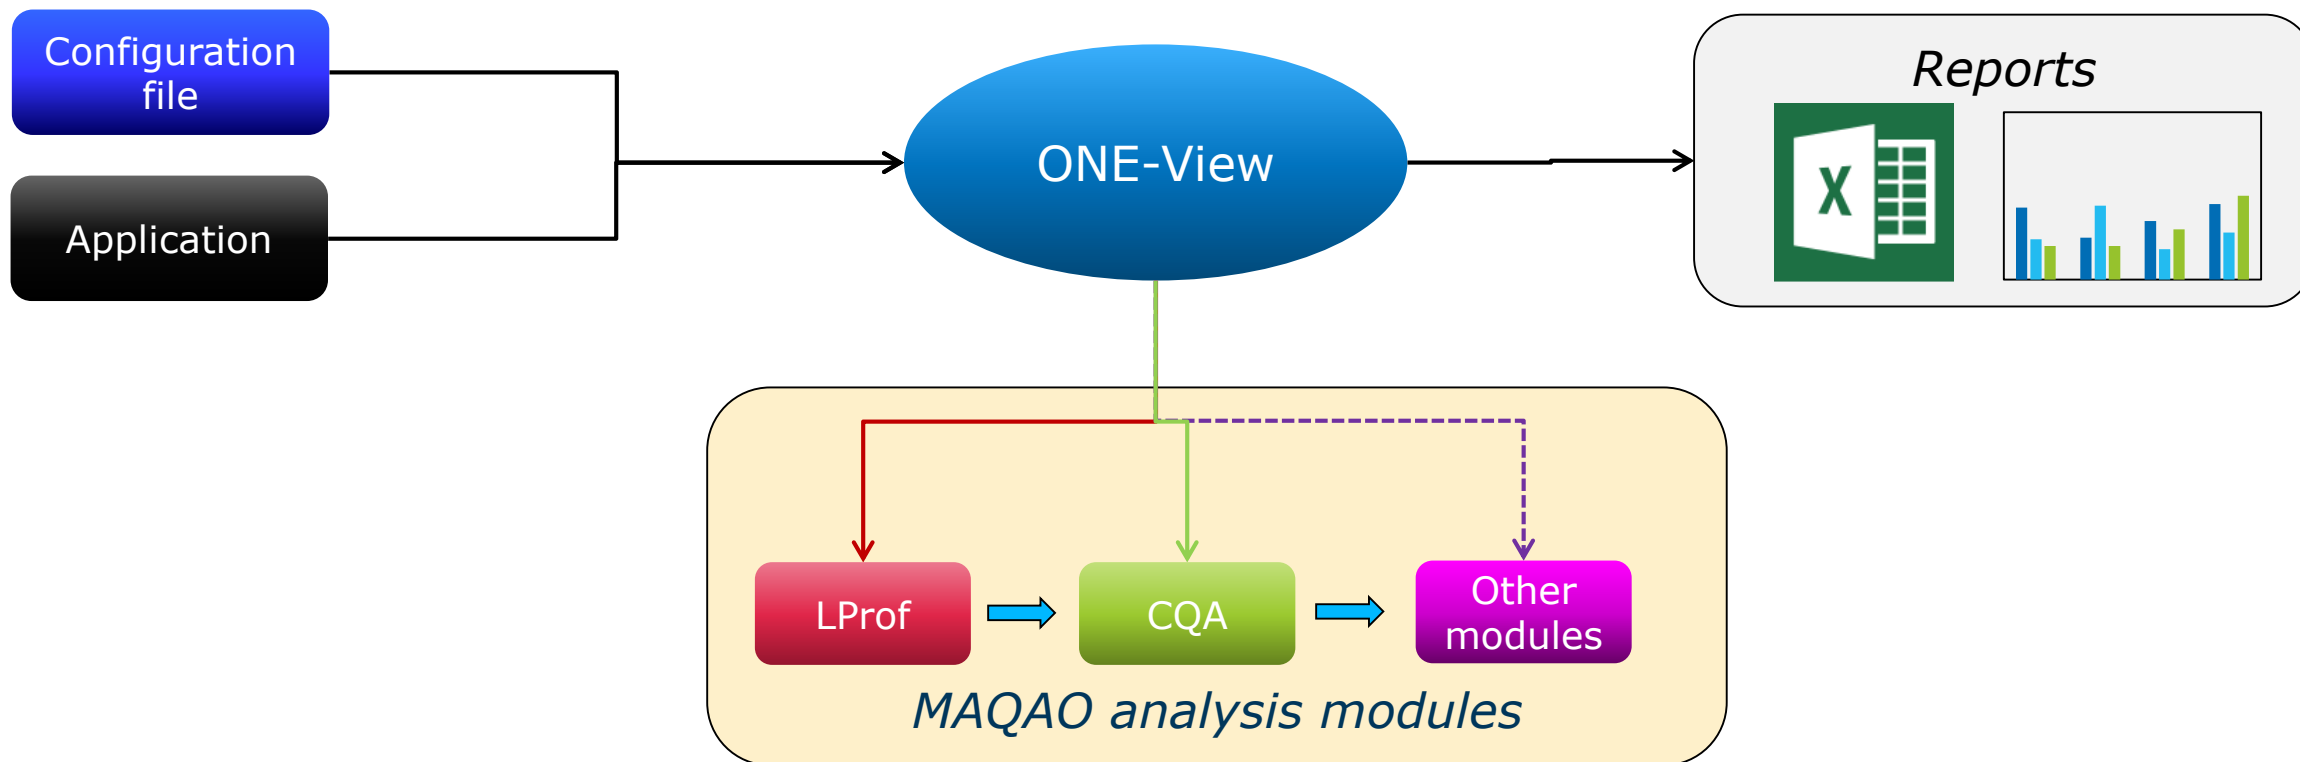 Configuration
file
Application
ONE-View
Reports
X
LProf
CQA
Other
modules
MAQAO analysis modules